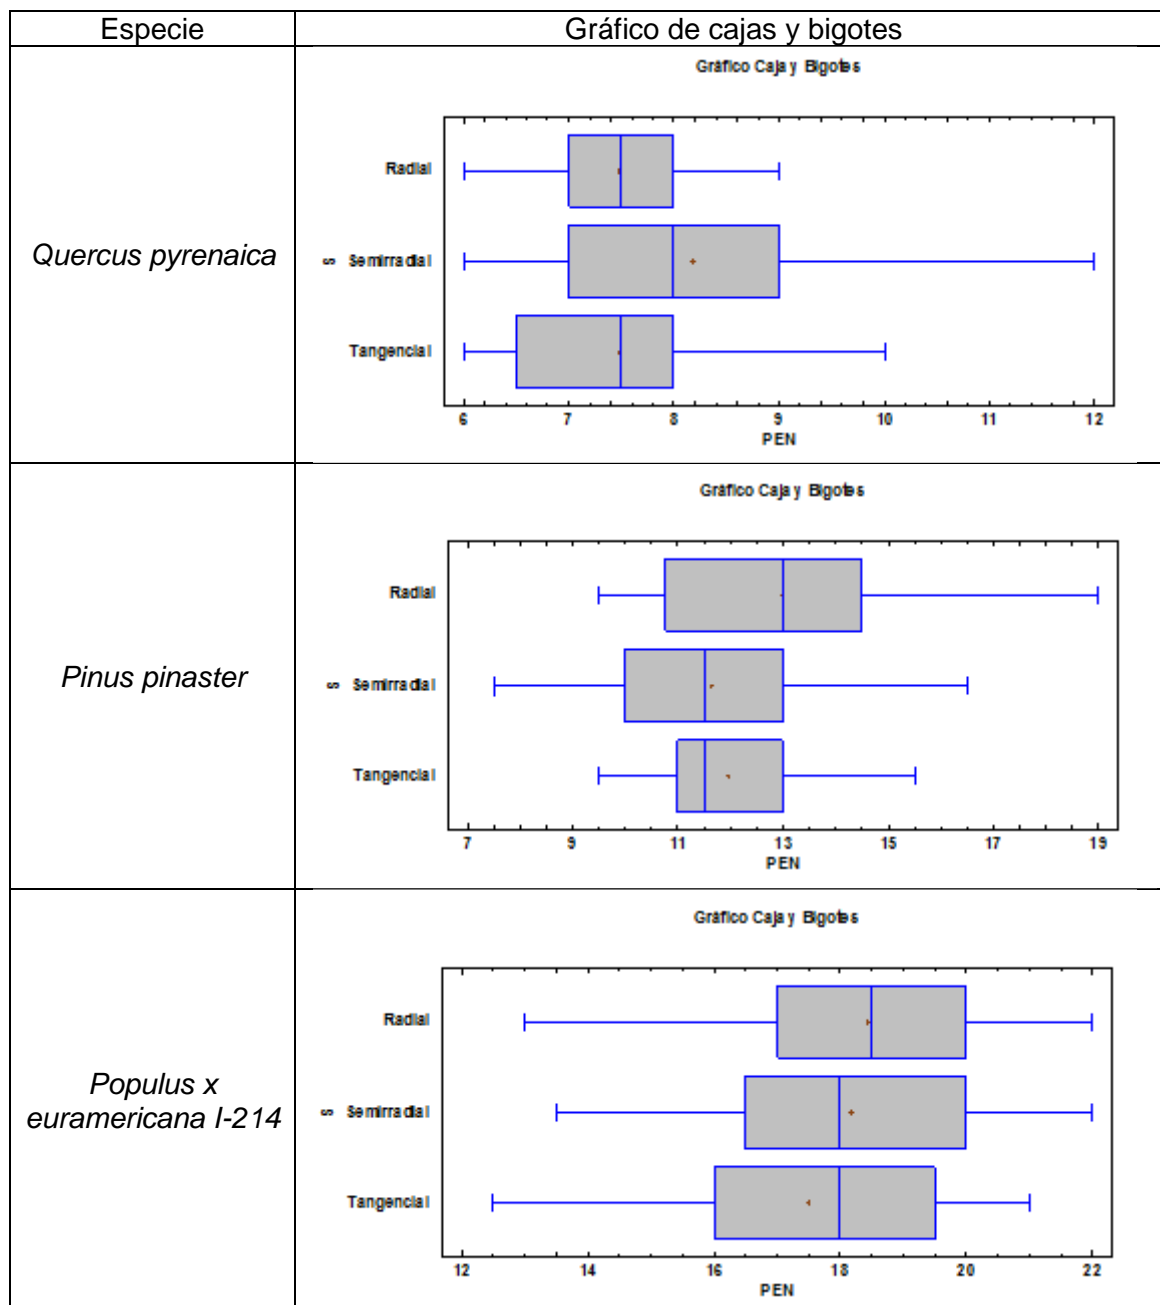 Especie Gráfico de cajas y bigotes
Quercus pyrenaica
Gráfico Caja y Bigotes
Radial
S Semirradial
Tangencial
6 7 8 9 10 11 12
PEN
Pinus pinaster
Gráfico Caja y Bigotes
Radial
S Semirradial
Tangencial
7 9 11 13 15 17 19
PEN
Populus x
euramericana I-214
Gráfico Caja y Bigotes
Radial
S Semirradial
Tangencial
12 14 16 18 20 22
PEN